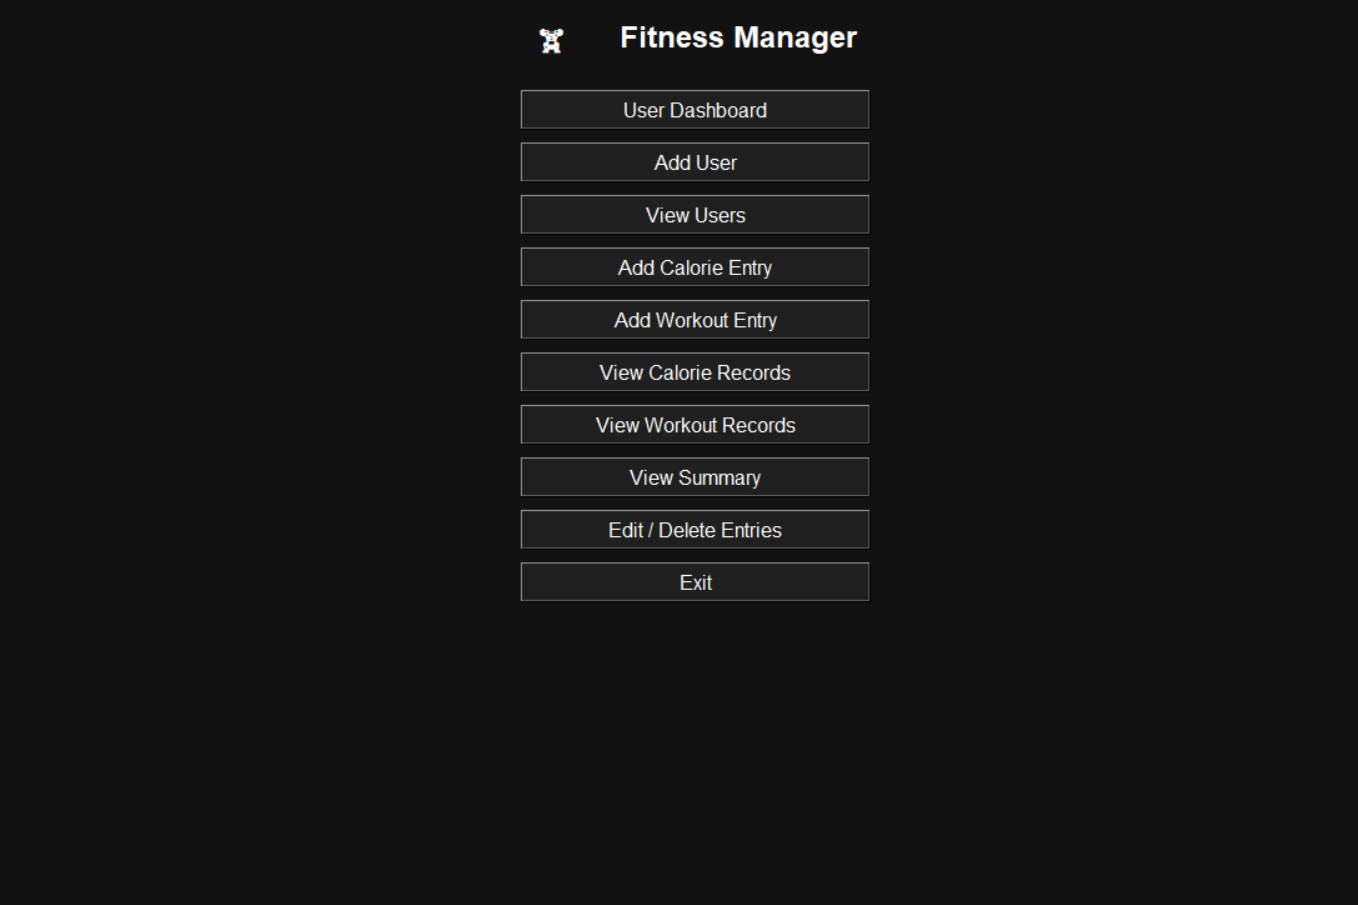 Fitness Manager
User Dashboard
Add User
View Users
Add Calorie Entry
Add Workout Entry
View Calorie Records
View Workout Records
View Summary
Edit / Delete Entries
Exit